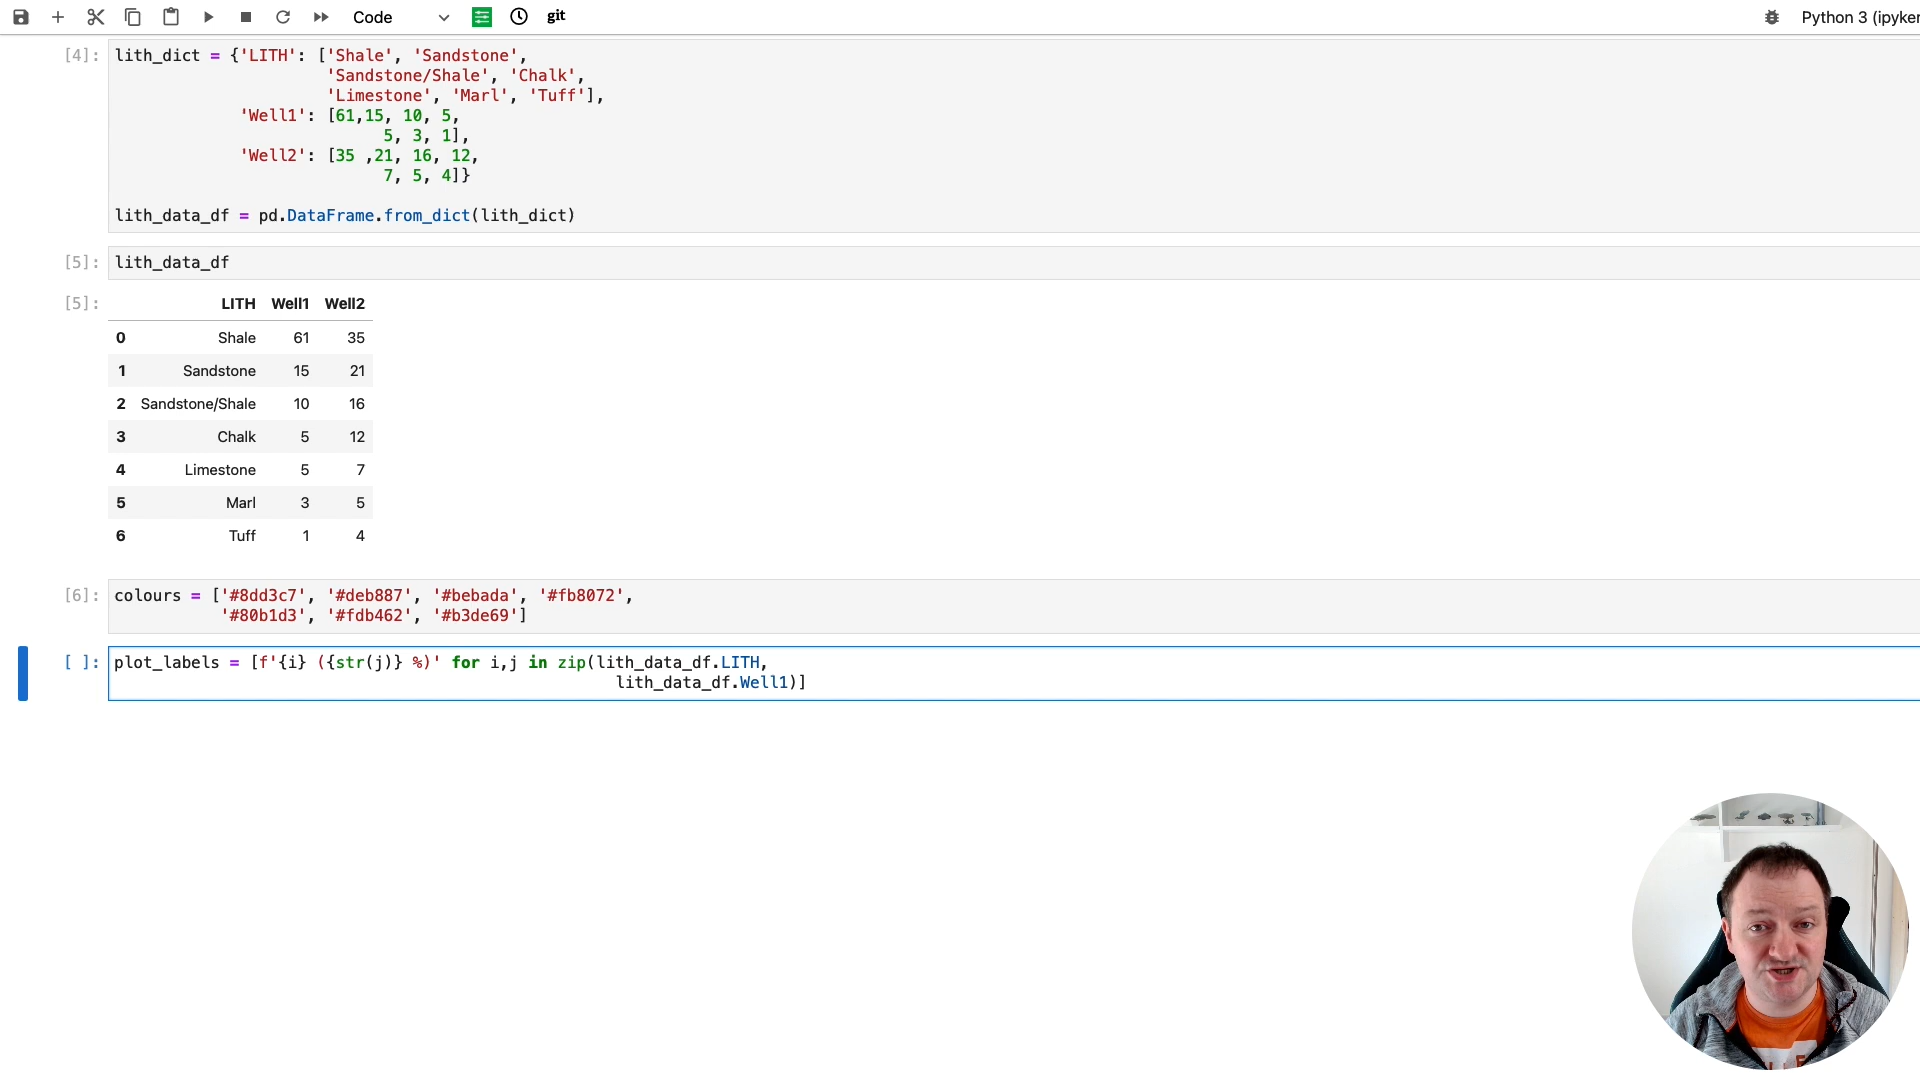 Code
git
Python 3 (ipyker
[4]:
lith_dict = {'LITH': ['Shale', 'Sandstone',
'Sandstone/Shale', 'Chalk',
'Limestone', 'Marl', 'Tuff'],
'Well1': [61,15, 10, 5,
5, 3, 1],
'Well2': [35 ,21, 16, 12,
7, 5, 4]}
lith_data_df = pd.DataFrame.from_dict(lith_dict)
[5]: lith_data_df
[5]: LITH Well1 Well2
0 Shale 61 35
1 Sandstone 15 21
2 Sandstone/Shale 10 16
3 Chalk 5 12
4 Limestone 5 7
5 Marl 3 5
6 Tuff 1 4
[6]: colours = ['#8dd3c7', '#deb887', '#bebada', '#fb8072',
'#80b1d3', '#fdb462', '#b3de69']
[ ]: plot_labels = [f'{i} ({str(j)} %)' for i,j in zip(lith_data_df.LITH,
lith_data_df.Well1)]